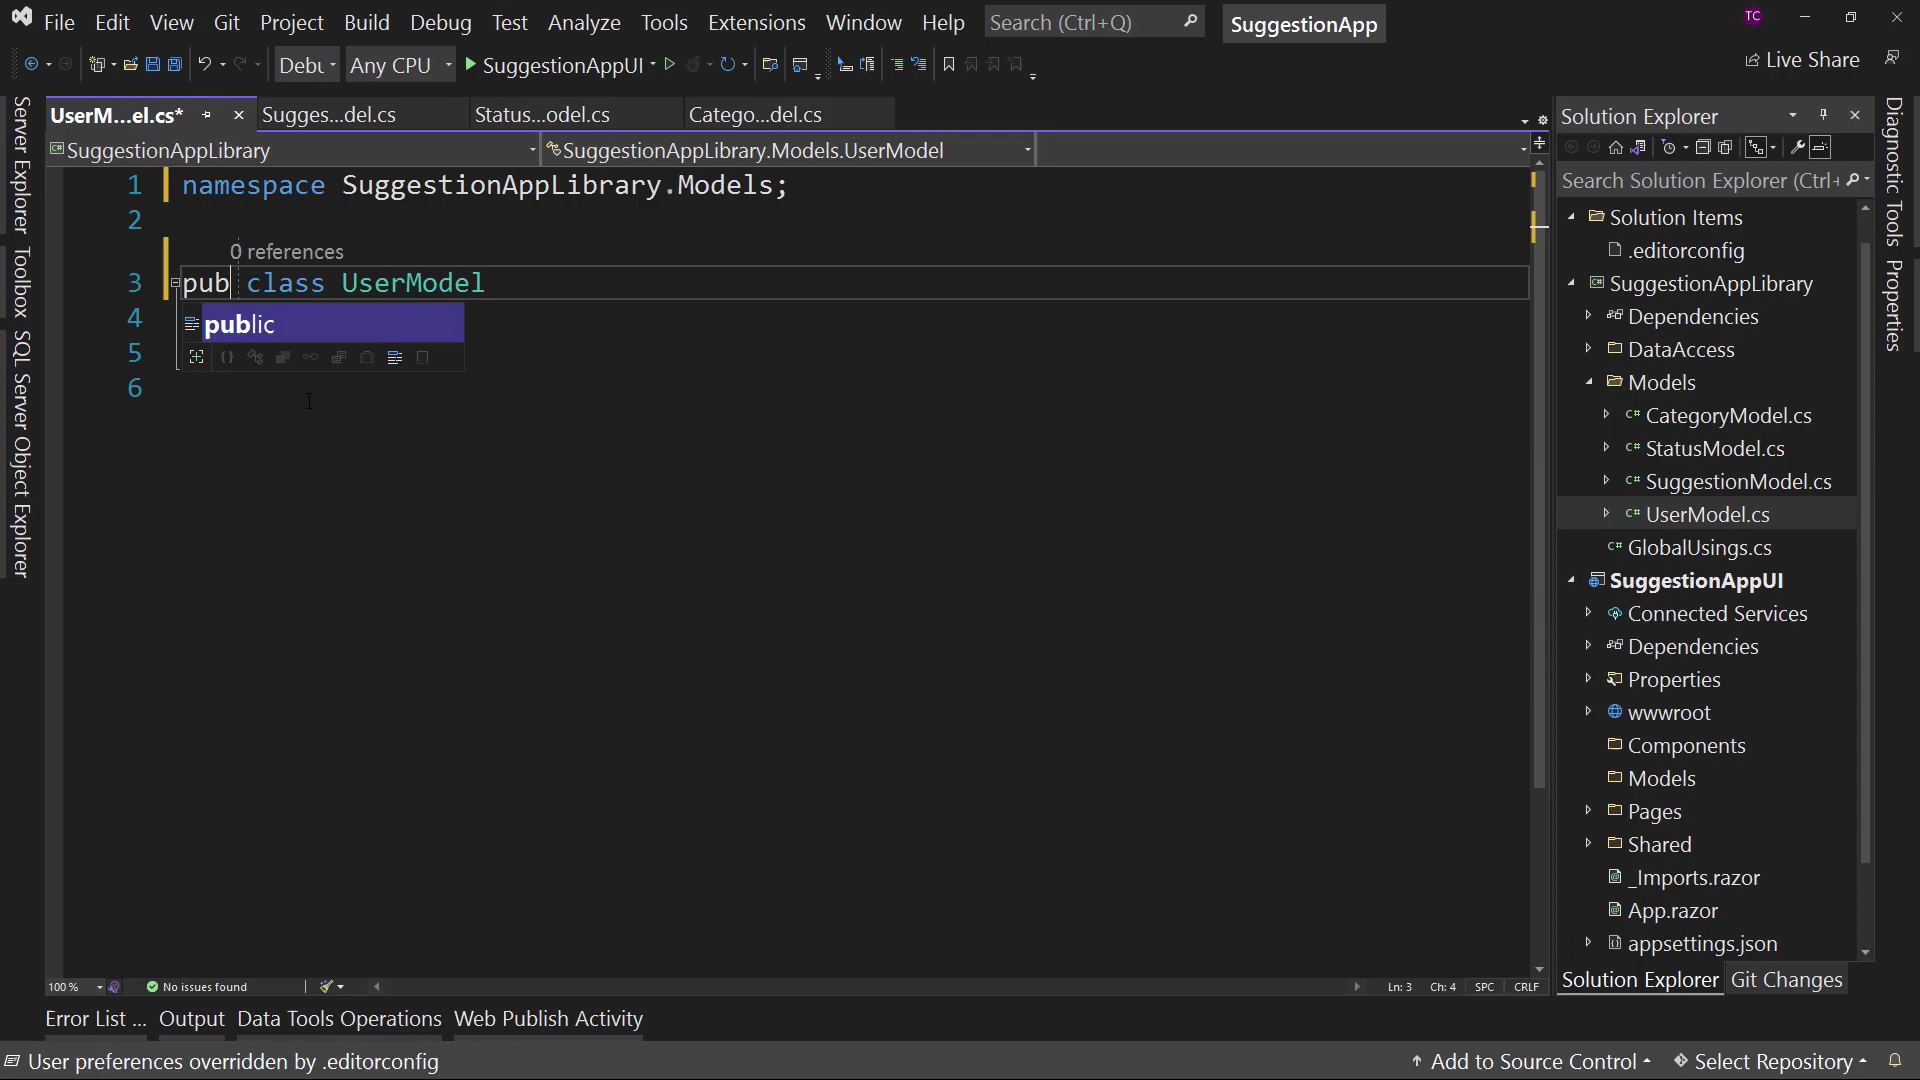 File Edit View Git Project Build Debug Test Analyze Tools Extensions Window Help Search (Ctrl+Q) SuggestionApp TC
Debu Any CPU SuggestionAppUI Live Share
UserM...el.cs* Sugges...del.cs Status...odel.cs Catego...del.cs
SuggestionAppLibrary SuggestionAppLibrary.Models.UserModel
1 namespace SuggestionAppLibrary.Models;
2
0 references
3 pub class UserModel
4 public
5
6
100 % No issues found Ln: 3 Ch: 4 SPC CRLF
Error List ... Output Data Tools Operations Web Publish Activity
User preferences overridden by .editorconfig Add to Source Control Select Repository
Server Explorer
Toolbox
SQL Server Object Explorer
Solution Explorer
Search Solution Explorer (Ctrl+
Solution Items
.editorconfig
C# SuggestionAppLibrary
Dependencies
DataAccess
Models
C# CategoryModel.cs
C# StatusModel.cs
C# SuggestionModel.cs
C# UserModel.cs
C# GlobalUsings.cs
SuggestionAppUI
Connected Services
Dependencies
Properties
wwwroot
Components
Models
Pages
Shared
_Imports.razor
App.razor
appsettings.json
Solution Explorer Git Changes
Diagnostic Tools
Properties